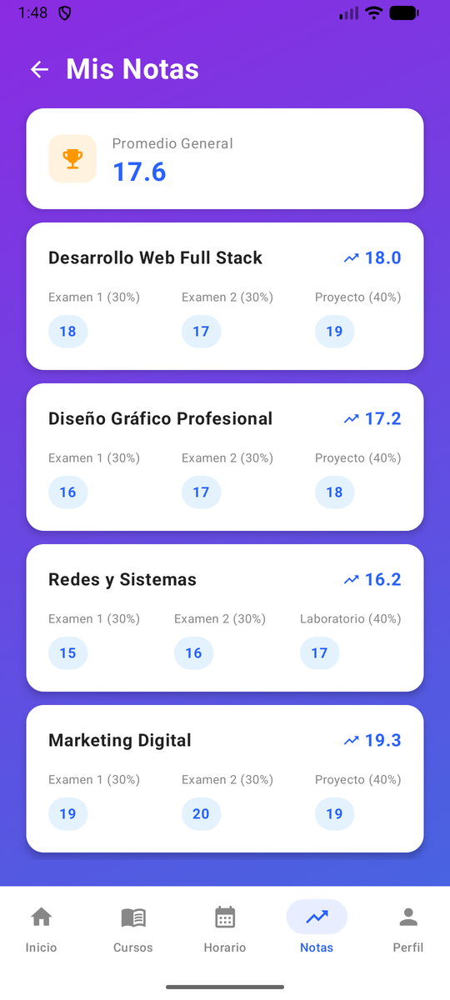 1:48
Mis Notas
Promedio General
17.6
Desarrollo Web Full Stack 18.0
Examen 1 (30%) Examen 2 (30%) Proyecto (40%)
18 17 19
Diseño Gráfico Profesional 17.2
Examen 1 (30%) Examen 2 (30%) Proyecto (40%)
16 17 18
Redes y Sistemas 16.2
Examen 1 (30%) Examen 2 (30%) Laboratorio (40%)
15 16 17
Marketing Digital 19.3
Examen 1 (30%) Examen 2 (30%) Proyecto (40%)
19 20 19
Inicio Cursos Horario Notas Perfil